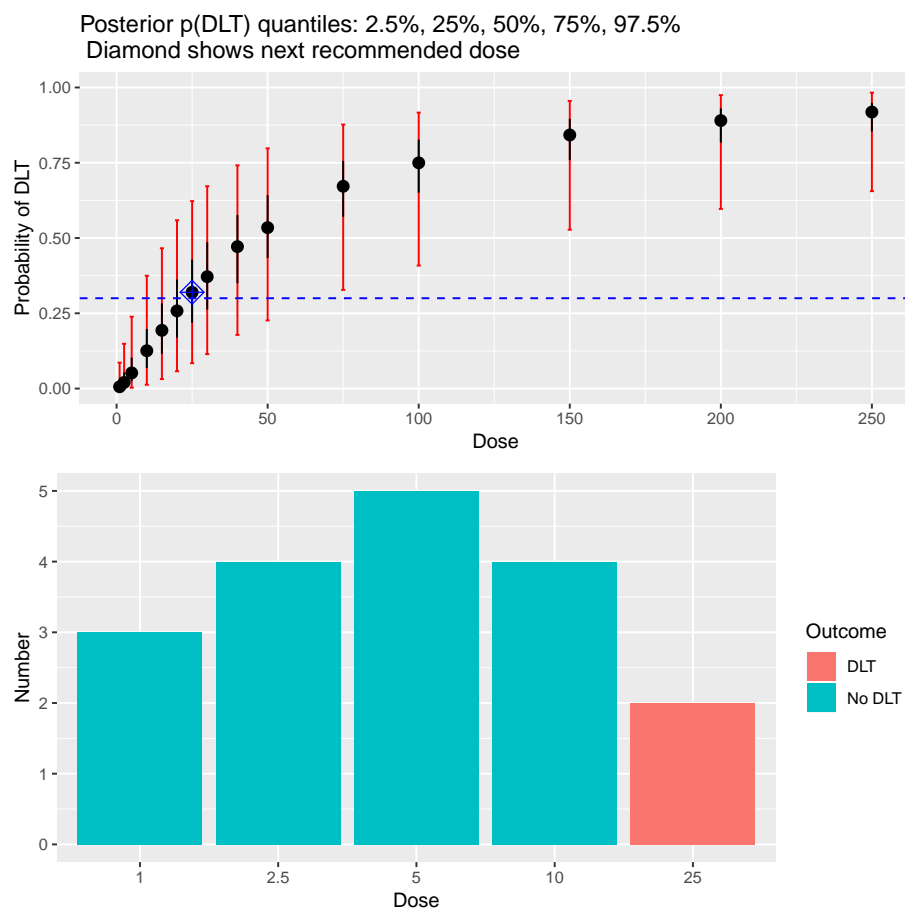 Posterior p(DLT) quantiles: 2.5%, 25%, 50%, 75%, 97.5%
Diamond shows next recommended dose
1.00
0.75
0.50
0.25
0.00
Probability of DLT
0 50 100 150 200 250
Dose
5
4
3
2
1
0
Number
1 2.5 5 10 25
Dose
Outcome
DLT
No DLT